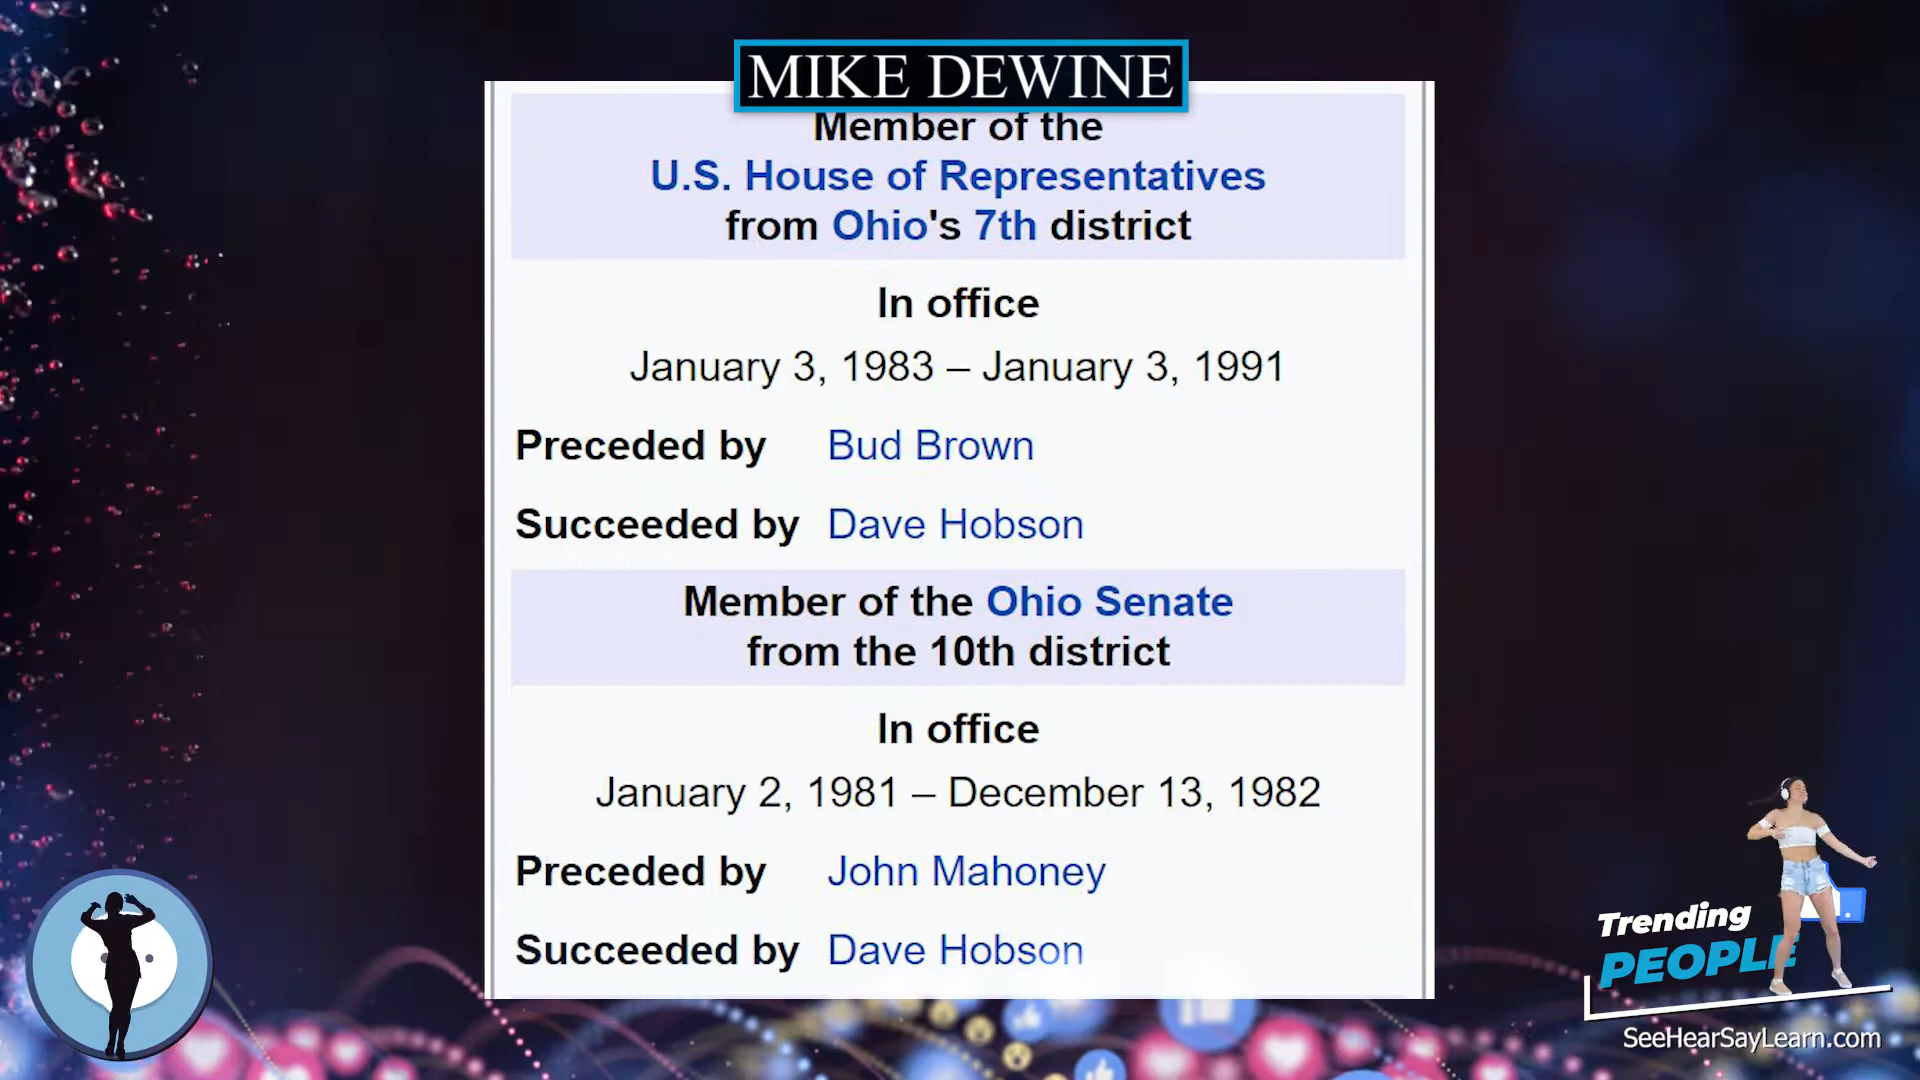 MIKE DEWINE
Member of the
U.S. House of Representatives
from Ohio's 7th district
In office
January 3, 1983 – January 3, 1991
Preceded by Bud Brown
Succeeded by Dave Hobson
Member of the Ohio Senate
from the 10th district
In office
January 2, 1981 – December 13, 1982
Preceded by John Mahoney
Succeeded by Dave Hobson
Trending
PEOPLE
SeeHearSayLearn.com